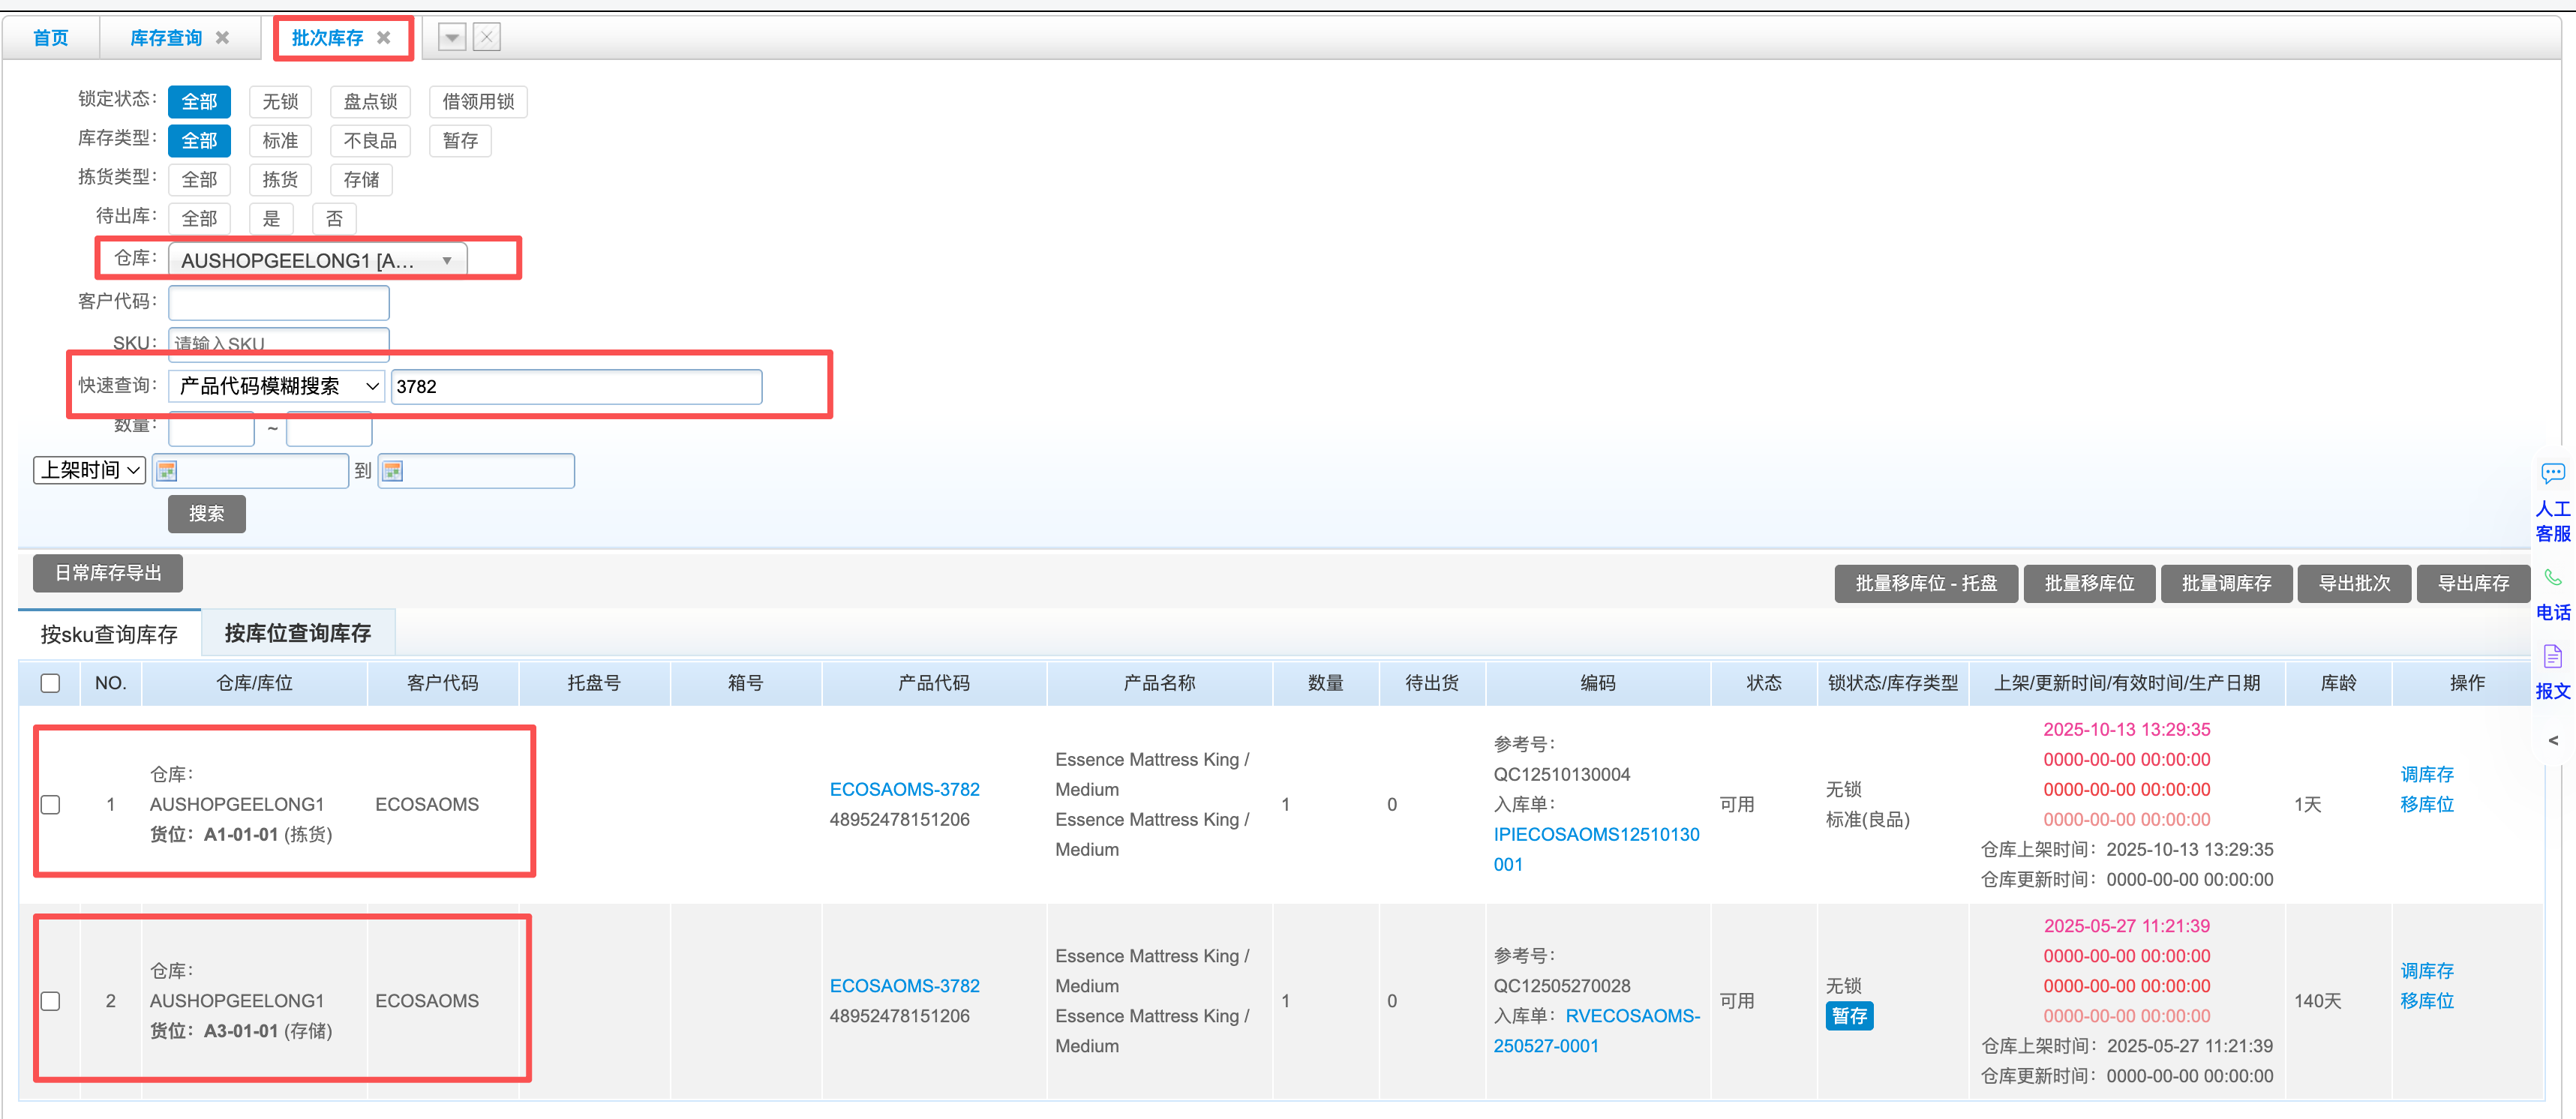 首页 库存查询 批次库存
锁定状态： 全部 无锁 盘点锁 借领用锁
库存类型： 全部 标准 不良品 暂存
拣货类型： 全部 拣货 存储
待出库： 全部 是 否
仓库： AUSHOPGEELONG1 [A...
客户代码：
SKU： 请输入SKU
快速查询： 产品代码模糊搜索 3782
数量： ~
上架时间 到
搜索
日常库存导出
批量移库位 - 托盘 批量移库位 批量调库存 导出批次 导出库存
按sku查询库存 按库位查询库存
NO. 仓库/库位 客户代码 托盘号 箱号 产品代码 产品名称 数量 待出货 编码 状态 锁状态/库存类型 上架/更新时间/有效时间/生产日期 库龄 操作
1
仓库：
AUSHOPGEELONG1
货位：A1-01-01 (拣货)
ECOSAOMS
ECOSAOMS-3782
48952478151206
Essence Mattress King /
Medium
Essence Mattress King /
Medium
1
0
参考号：
QC12510130004
入库单：
IPIECOSAOMS12510130
001
可用
无锁
标准(良品)
2025-10-13 13:29:35
0000-00-00 00:00:00
0000-00-00 00:00:00
0000-00-00 00:00:00
仓库上架时间：2025-10-13 13:29:35
仓库更新时间：0000-00-00 00:00:00
1天
调库存
移库位
2
仓库：
AUSHOPGEELONG1
货位：A3-01-01 (存储)
ECOSAOMS
ECOSAOMS-3782
48952478151206
Essence Mattress King /
Medium
Essence Mattress King /
Medium
1
0
参考号：
QC12505270028
入库单：RVECOSAOMS-
250527-0001
可用
无锁
暂存
2025-05-27 11:21:39
0000-00-00 00:00:00
0000-00-00 00:00:00
0000-00-00 00:00:00
仓库上架时间：2025-05-27 11:21:39
仓库更新时间：0000-00-00 00:00:00
140天
调库存
移库位
人工
客服
电话
报文
<